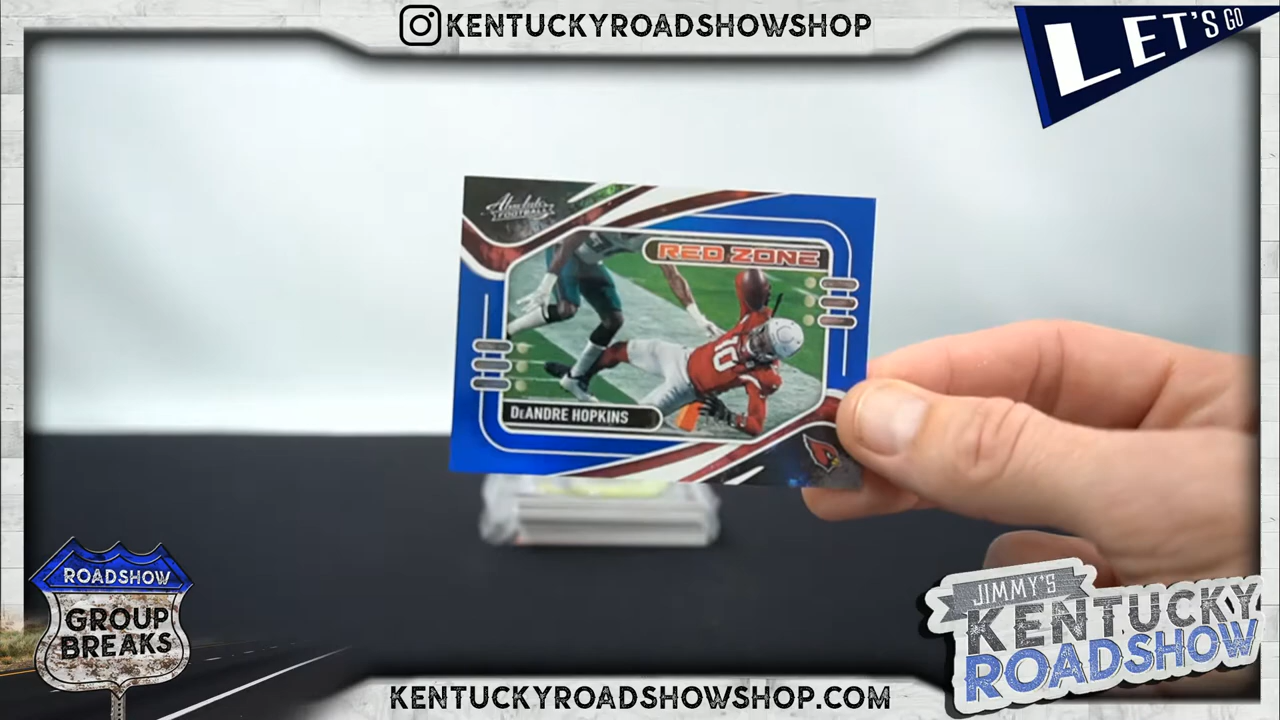 KENTUCKYROADSHOWSHOP
LET'S GO
Absolute
FOOTBALL
RED ZONE
10
DEANDRE HOPKINS
ROADSHOW
GROUP
BREAKS
JIMMY'S
KENTUCKY
ROADSHOW
KENTUCKYROADSHOWSHOP.COM